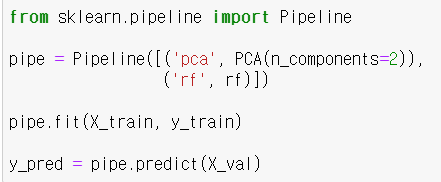 from sklearn.pipeline import Pipeline
pipe = Pipeline([('pca', PCA(n_components=2)),
('rf', rf)])
pipe.fit(X_train, y_train)
y_pred = pipe.predict(X_val)